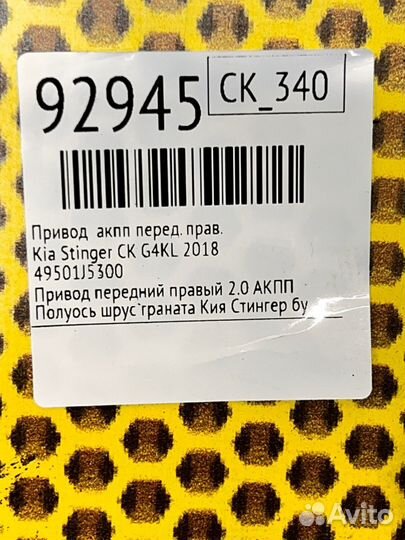 92945
CK_340
Привод акпп перед. прав.
Kia Stinger CK G4KL 2018
49501J5300
Привод передний правый 2.0 АКПП
Полуось шрус граната Кия Стингер бу
Avito